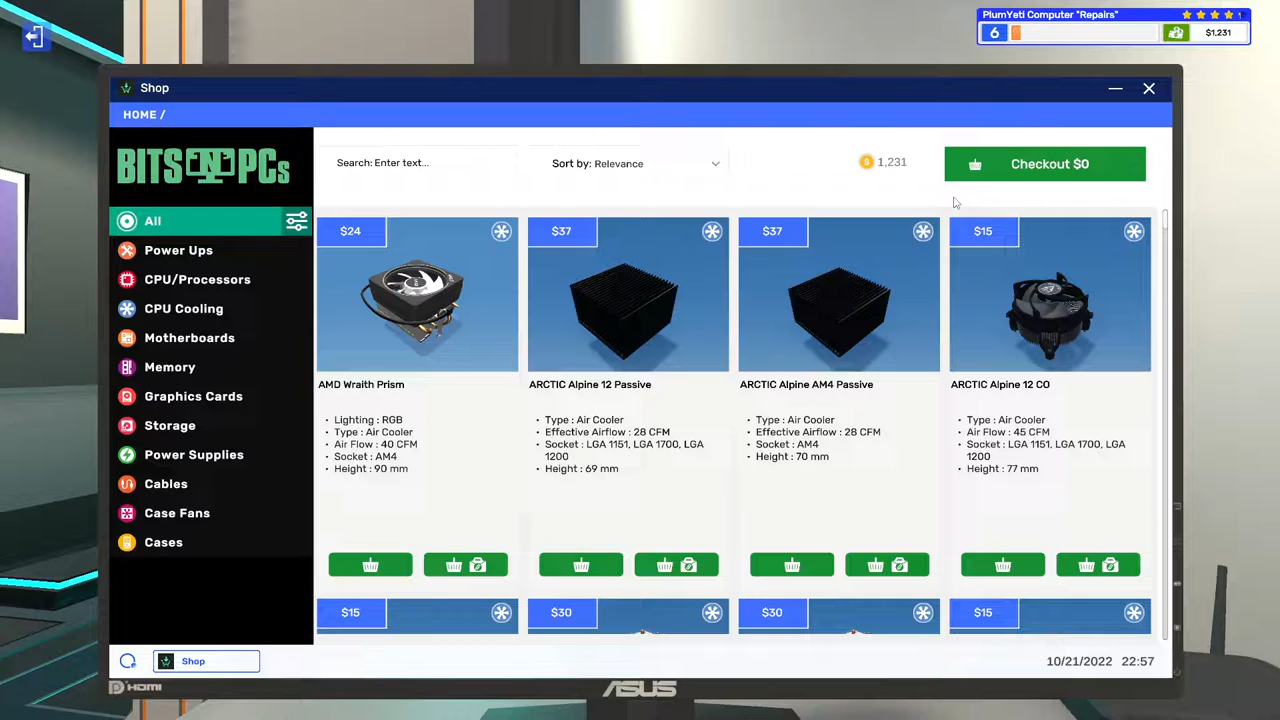 PlumYeti Computer "Repairs"
6
$1,231
Shop
HOME /
BITS N PCs
Search: Enter text...
Sort by: Relevance
1,231
Checkout $0
All
Power Ups
CPU/Processors
CPU Cooling
Motherboards
Memory
Graphics Cards
Storage
Power Supplies
Cables
Case Fans
Cases
$24
AMD Wraith Prism
• Lighting : RGB
• Type : Air Cooler
• Air Flow : 40 CFM
• Socket : AM4
• Height : 90 mm
$37
ARCTIC Alpine 12 Passive
• Type : Air Cooler
• Effective Airflow : 28 CFM
• Socket : LGA 1151, LGA 1700, LGA
1200
• Height : 69 mm
$37
ARCTIC Alpine AM4 Passive
• Type : Air Cooler
• Effective Airflow : 28 CFM
• Socket : AM4
• Height : 70 mm
$15
ARCTIC Alpine 12 CO
• Type : Air Cooler
• Air Flow : 45 CFM
• Socket : LGA 1151, LGA 1700, LGA
1200
• Height : 77 mm
$15
$30
$30
$15
Shop
10/21/2022 22:57
HDMI
ASUS